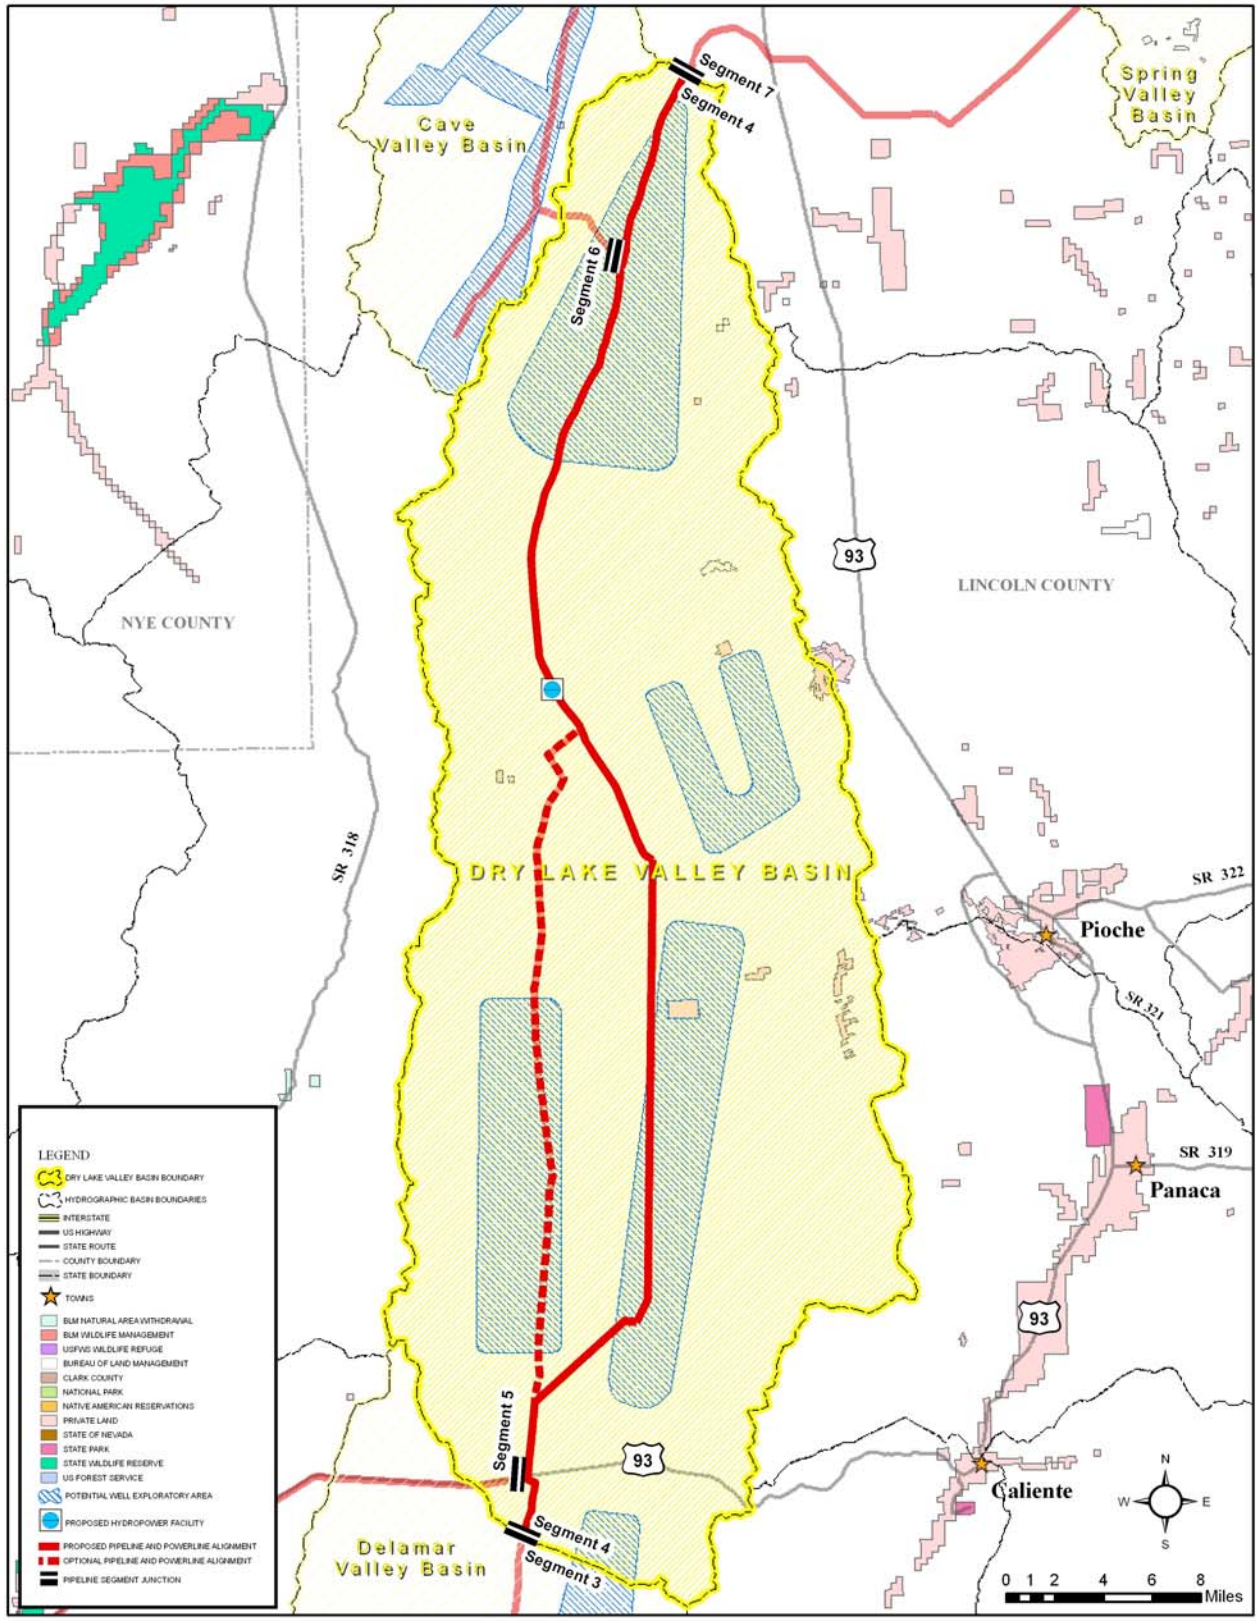 Segment 7
Segment 4
Spring
Valley
Basin
Cave
Valley Basin
Segment 6
93
LINCOLN COUNTY
NYE COUNTY
SR 318
DRY LAKE VALLEY BASIN
SR 322
Pioche
SR 321
SR 319
Panaca
93
Segment 5
93
Caliente
Segment 4
Segment 3
Delamar
Valley Basin
LEGEND
DRY LAKE VALLEY BASIN BOUNDARY
HYDROGRAPHIC BASIN BOUNDARIES
INTERSTATE
US HIGHWAY
STATE ROUTE
COUNTY BOUNDARY
STATE BOUNDARY
TOWNS
BLM NATURAL AREA WITHDRAWAL
BLM WILDLIFE MANAGEMENT
USFWS WILDLIFE REFUGE
BUREAU OF LAND MANAGEMENT
CLARK COUNTY
NATIONAL PARK
NATIVE AMERICAN RESERVATIONS
PRIVATE LAND
STATE OF NEVADA
STATE PARK
STATE WILDLIFE RESERVE
US FOREST SERVICE
POTENTIAL WELL EXPLORATORY AREA
PROPOSED HYDROPOWER FACILITY
PROPOSED PIPELINE AND POWERLINE ALIGNMENT
OPTIONAL PIPELINE AND POWERLINE ALIGNMENT
PIPELINE SEGMENT JUNCTION
N
W E
S
0 1 2 4 6 8
Miles